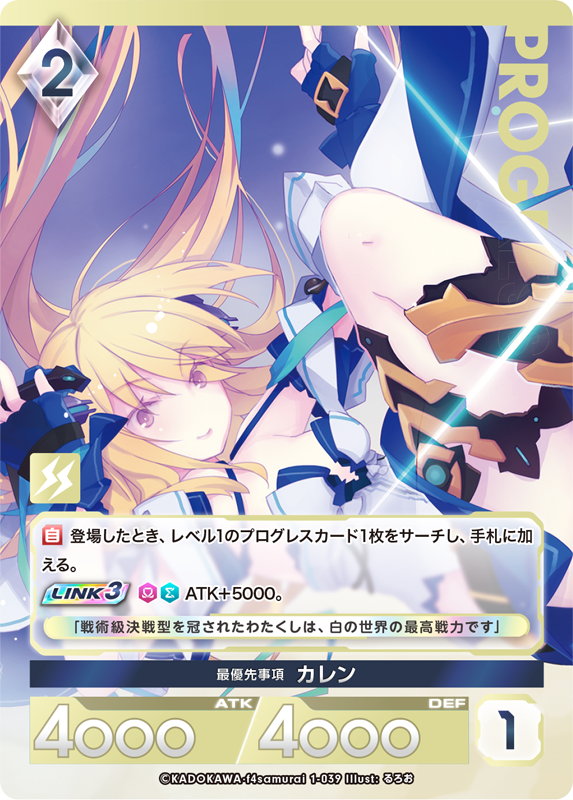 2
PROGRESS
自 登場したとき、レベル1のプログレスカード1枚をサーチし、手札に加
える。
LINK3 Ω Σ ATK+5000。
「戦術級決戦型を冠されたわたくしは、白の世界の最高戦力です」
最優先事項 カレン
ATK DEF
4000 4000 1
©KADOKAWA-f4samurai 1-039 Illust: るろお